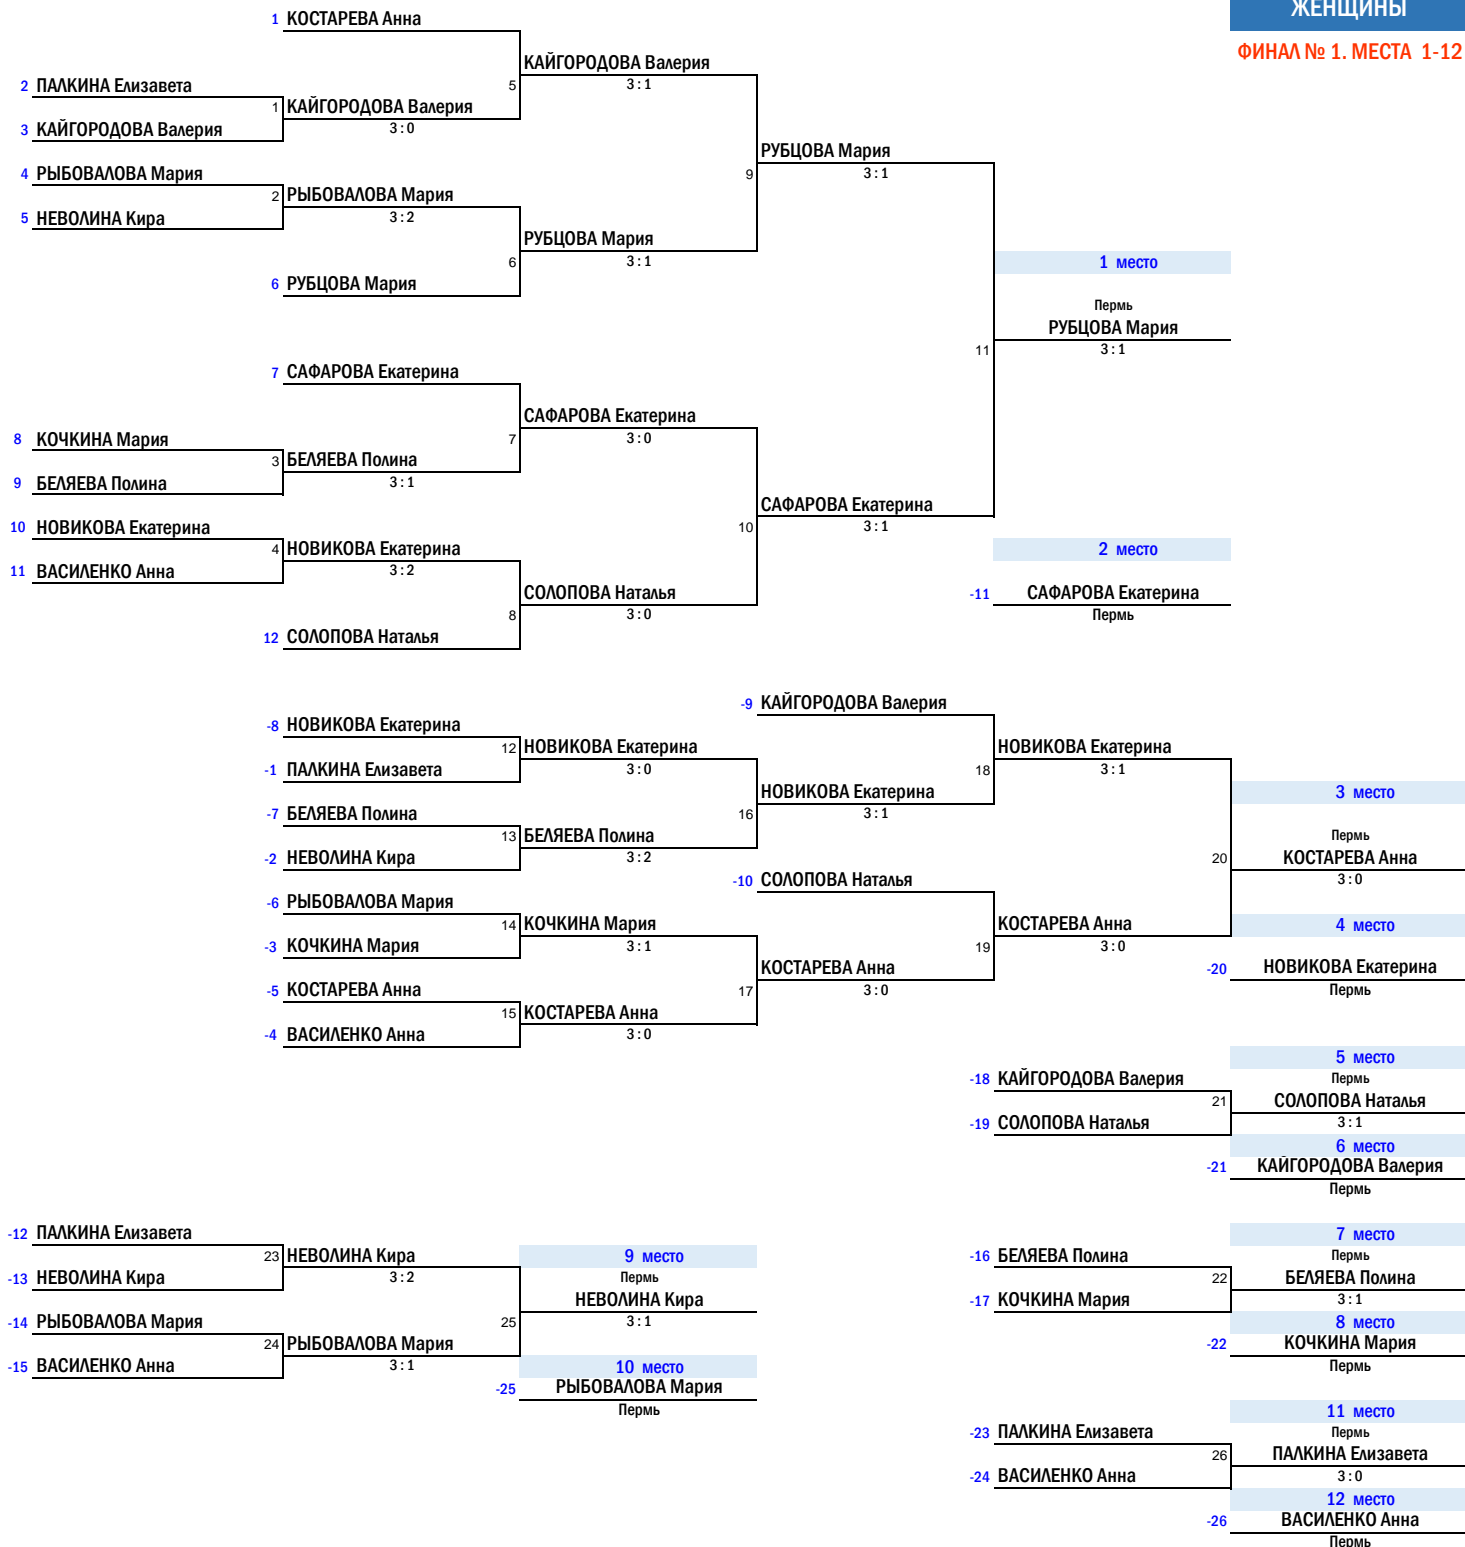 ЖЕНЩИНЫ
ФИНАЛ № 1. МЕСТА 1-12
1 КОСТАРЕВА Анна
КАЙГОРОДОВА Валерия
2 ПАЛКИНА Елизавета
5
3 : 1
1 КАЙГОРОДОВА Валерия
3 КАЙГОРОДОВА Валерия
3 : 0
РУБЦОВА Мария
4 РЫБОВАЛОВА Мария
9
3 : 1
2 РЫБОВАЛОВА Мария
5 НЕВОЛИНА Кира
3 : 2
РУБЦОВА Мария
6
3 : 1
1 место
6 РУБЦОВА Мария
Пермь
РУБЦОВА Мария
11
3 : 1
7 САФАРОВА Екатерина
САФАРОВА Екатерина
8 КОЧКИНА Мария
7
3 : 0
3 БЕЛЯЕВА Полина
9 БЕЛЯЕВА Полина
3 : 1
САФАРОВА Екатерина
10 НОВИКОВА Екатерина
10
3 : 1
4 НОВИКОВА Екатерина
2 место
11 ВАСИЛЕНКО Анна
3 : 2
СОЛОПОВА Наталья
-11 САФАРОВА Екатерина
8
3 : 0
Пермь
12 СОЛОПОВА Наталья
-9 КАЙГОРОДОВА Валерия
-8 НОВИКОВА Екатерина
12 НОВИКОВА Екатерина
НОВИКОВА Екатерина
-1 ПАЛКИНА Елизавета
3 : 0
18
3 : 1
НОВИКОВА Екатерина
3 место
-7 БЕЛЯЕВА Полина
16
3 : 1
13 БЕЛЯЕВА Полина
Пермь
-2 НЕВОЛИНА Кира
3 : 2
20
КОСТАРЕВА Анна
-10 СОЛОПОВА Наталья
3 : 0
-6 РЫБОВАЛОВА Мария
14 КОЧКИНА Мария
КОСТАРЕВА Анна
4 место
-3 КОЧКИНА Мария
3 : 1
19
3 : 0
КОСТАРЕВА Анна
-20 НОВИКОВА Екатерина
-5 КОСТАРЕВА Анна
17
3 : 0
Пермь
15 КОСТАРЕВА Анна
-4 ВАСИЛЕНКО Анна
3 : 0
5 место
-18 КАЙГОРОДОВА Валерия
Пермь
21
СОЛОПОВА Наталья
-19 СОЛОПОВА Наталья
3 : 1
6 место
-21 КАЙГОРОДОВА Валерия
Пермь
-12 ПАЛКИНА Елизавета
7 место
23 НЕВОЛИНА Кира
9 место
-16 БЕЛЯЕВА Полина
Пермь
-13 НЕВОЛИНА Кира
3 : 2
Пермь
22
БЕЛЯЕВА Полина
НЕВОЛИНА Кира
-17 КОЧКИНА Мария
3 : 1
-14 РЫБОВАЛОВА Мария
25
3 : 1
8 место
24 РЫБОВАЛОВА Мария
-22 КОЧКИНА Мария
-15 ВАСИЛЕНКО Анна
3 : 1
10 место
Пермь
-25 РЫБОВАЛОВА Мария
Пермь
11 место
-23 ПАЛКИНА Елизавета
Пермь
26
ПАЛКИНА Елизавета
-24 ВАСИЛЕНКО Анна
3 : 0
12 место
-26 ВАСИЛЕНКО Анна
Пермь